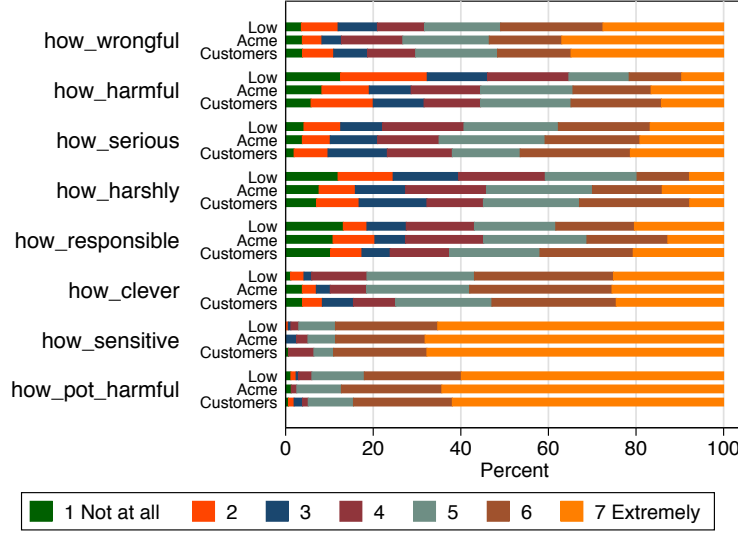 how_wrongful
Low
Acme
Customers
how_harmful
Low
Acme
Customers
how_serious
Low
Acme
Customers
how_harshly
Low
Acme
Customers
how_responsible
Low
Acme
Customers
how_clever
Low
Acme
Customers
how_sensitive
Low
Acme
Customers
how_pot_harmful
Low
Acme
Customers
0 20 40 60 80 100
Percent
1 Not at all 2 3 4 5 6 7 Extremely